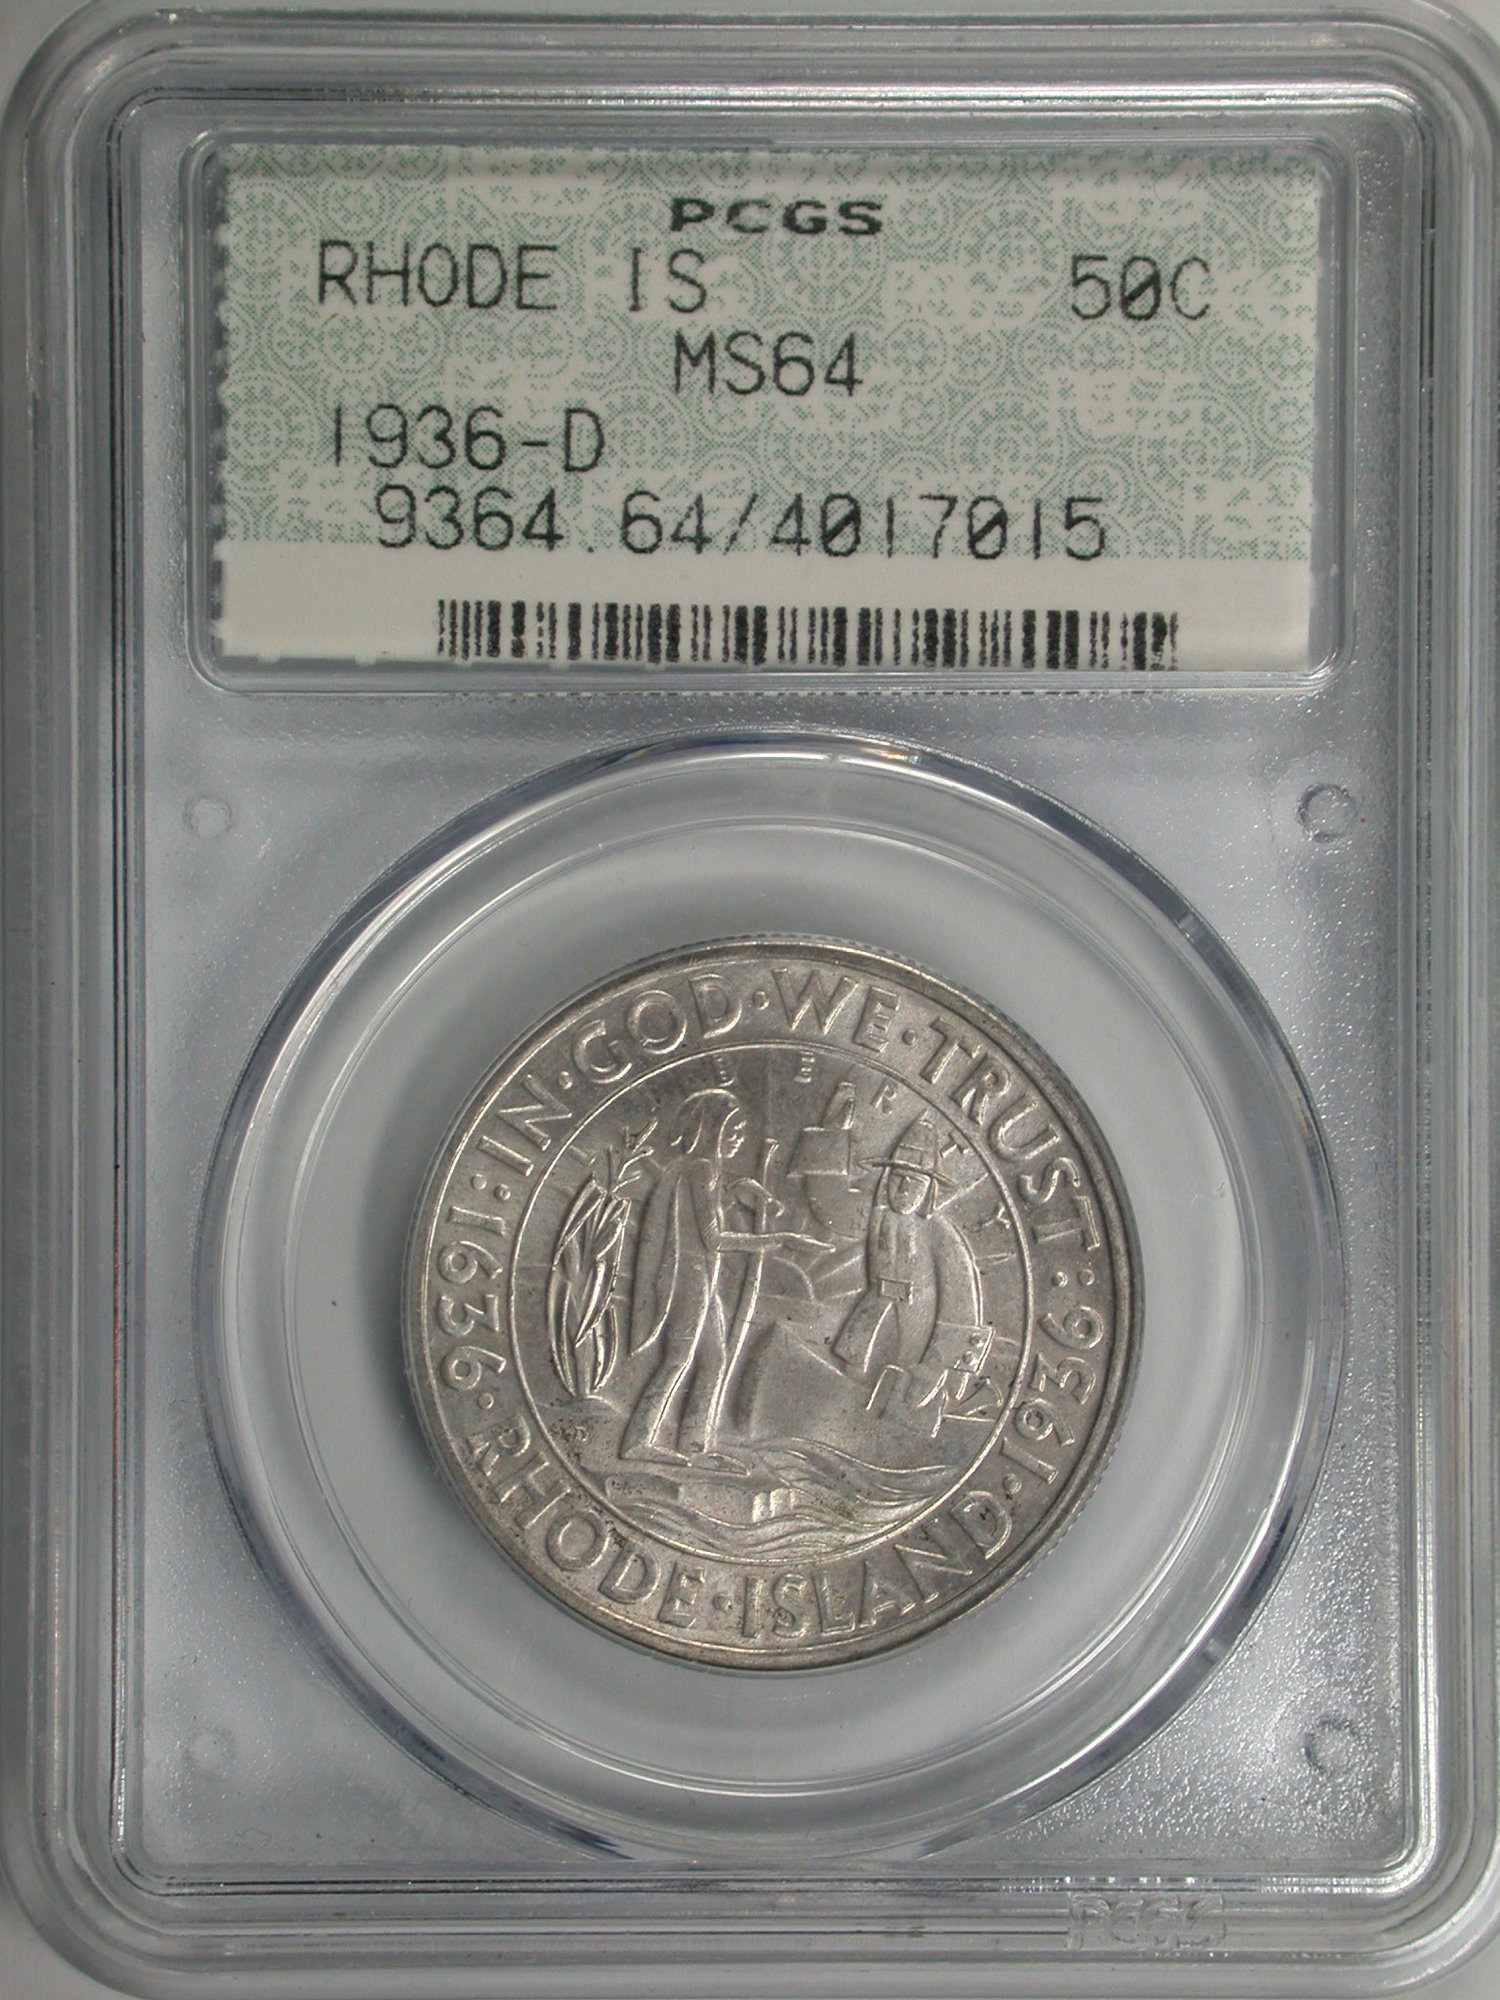 PCGS
RHODE IS 50C
MS64
1936-D
9364.64/4017015
1636:IN·GOD·WE·TRUST:1936
·RHODE·ISLAND·
LIBERTY
PCGS